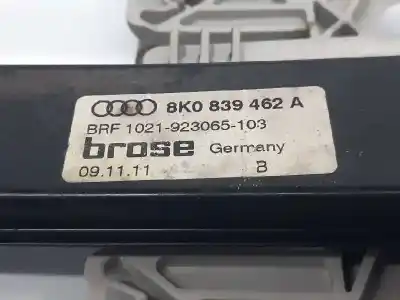 8K0 839 462 A
BRF 1021-923065-103
brose Germany
09.11.11 B